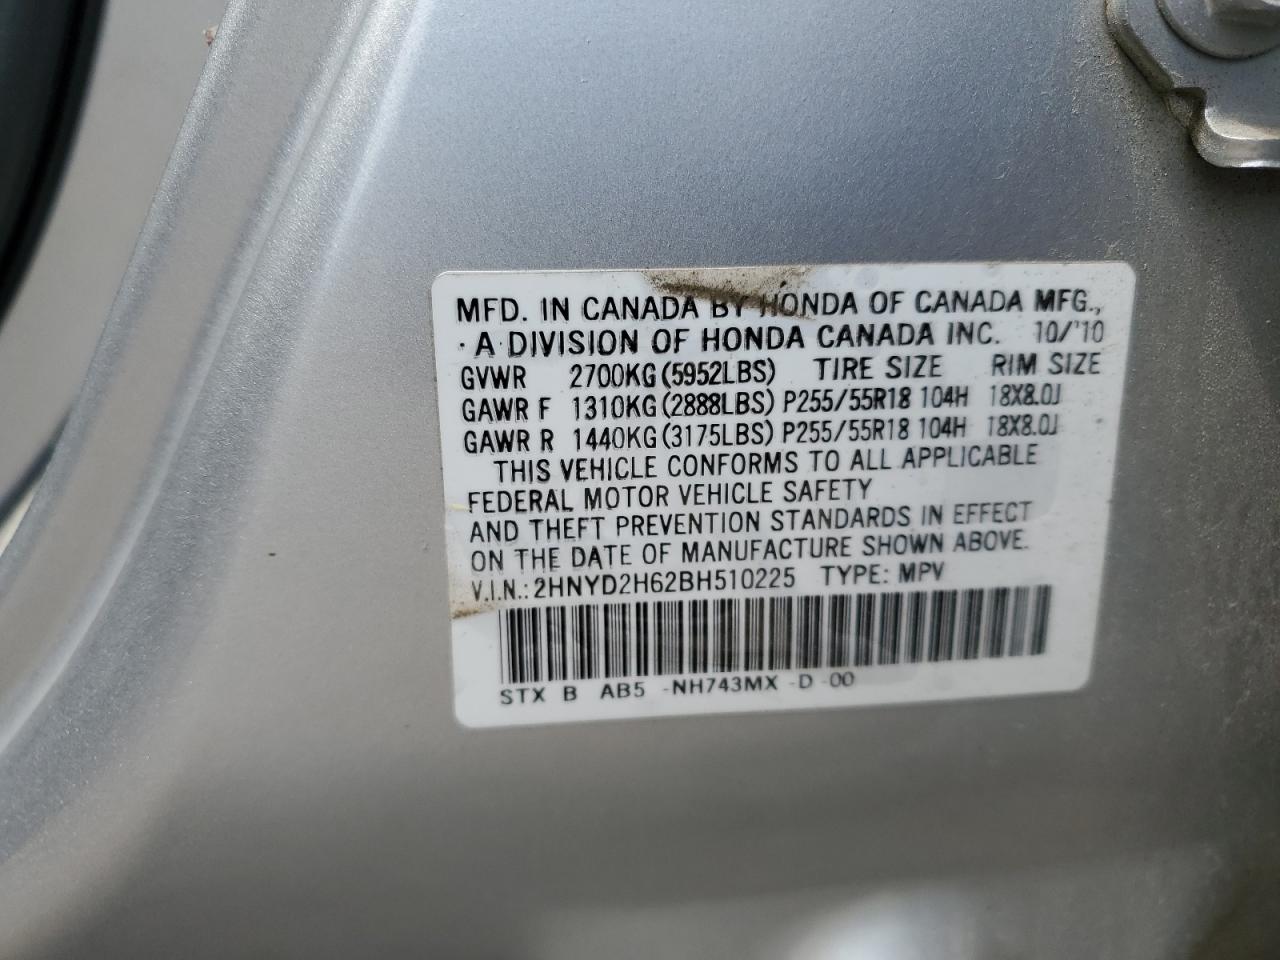 MFD. IN CANADA BY HONDA OF CANADA MFG.,
· A DIVISION OF HONDA CANADA INC. 10/'10
GVWR 2700KG (5952LBS) TIRE SIZE RIM SIZE
GAWR F 1310KG (2888LBS) P255/55R18 104H 18X8.0J
GAWR R 1440KG (3175LBS) P255/55R18 104H 18X8.0J
THIS VEHICLE CONFORMS TO ALL APPLICABLE
FEDERAL MOTOR VEHICLE SAFETY
AND THEFT PREVENTION STANDARDS IN EFFECT
ON THE DATE OF MANUFACTURE SHOWN ABOVE.
V.I.N.: 2HNYD2H62BH510225 TYPE: MPV
STX B AB5 -NH743MX -D -00